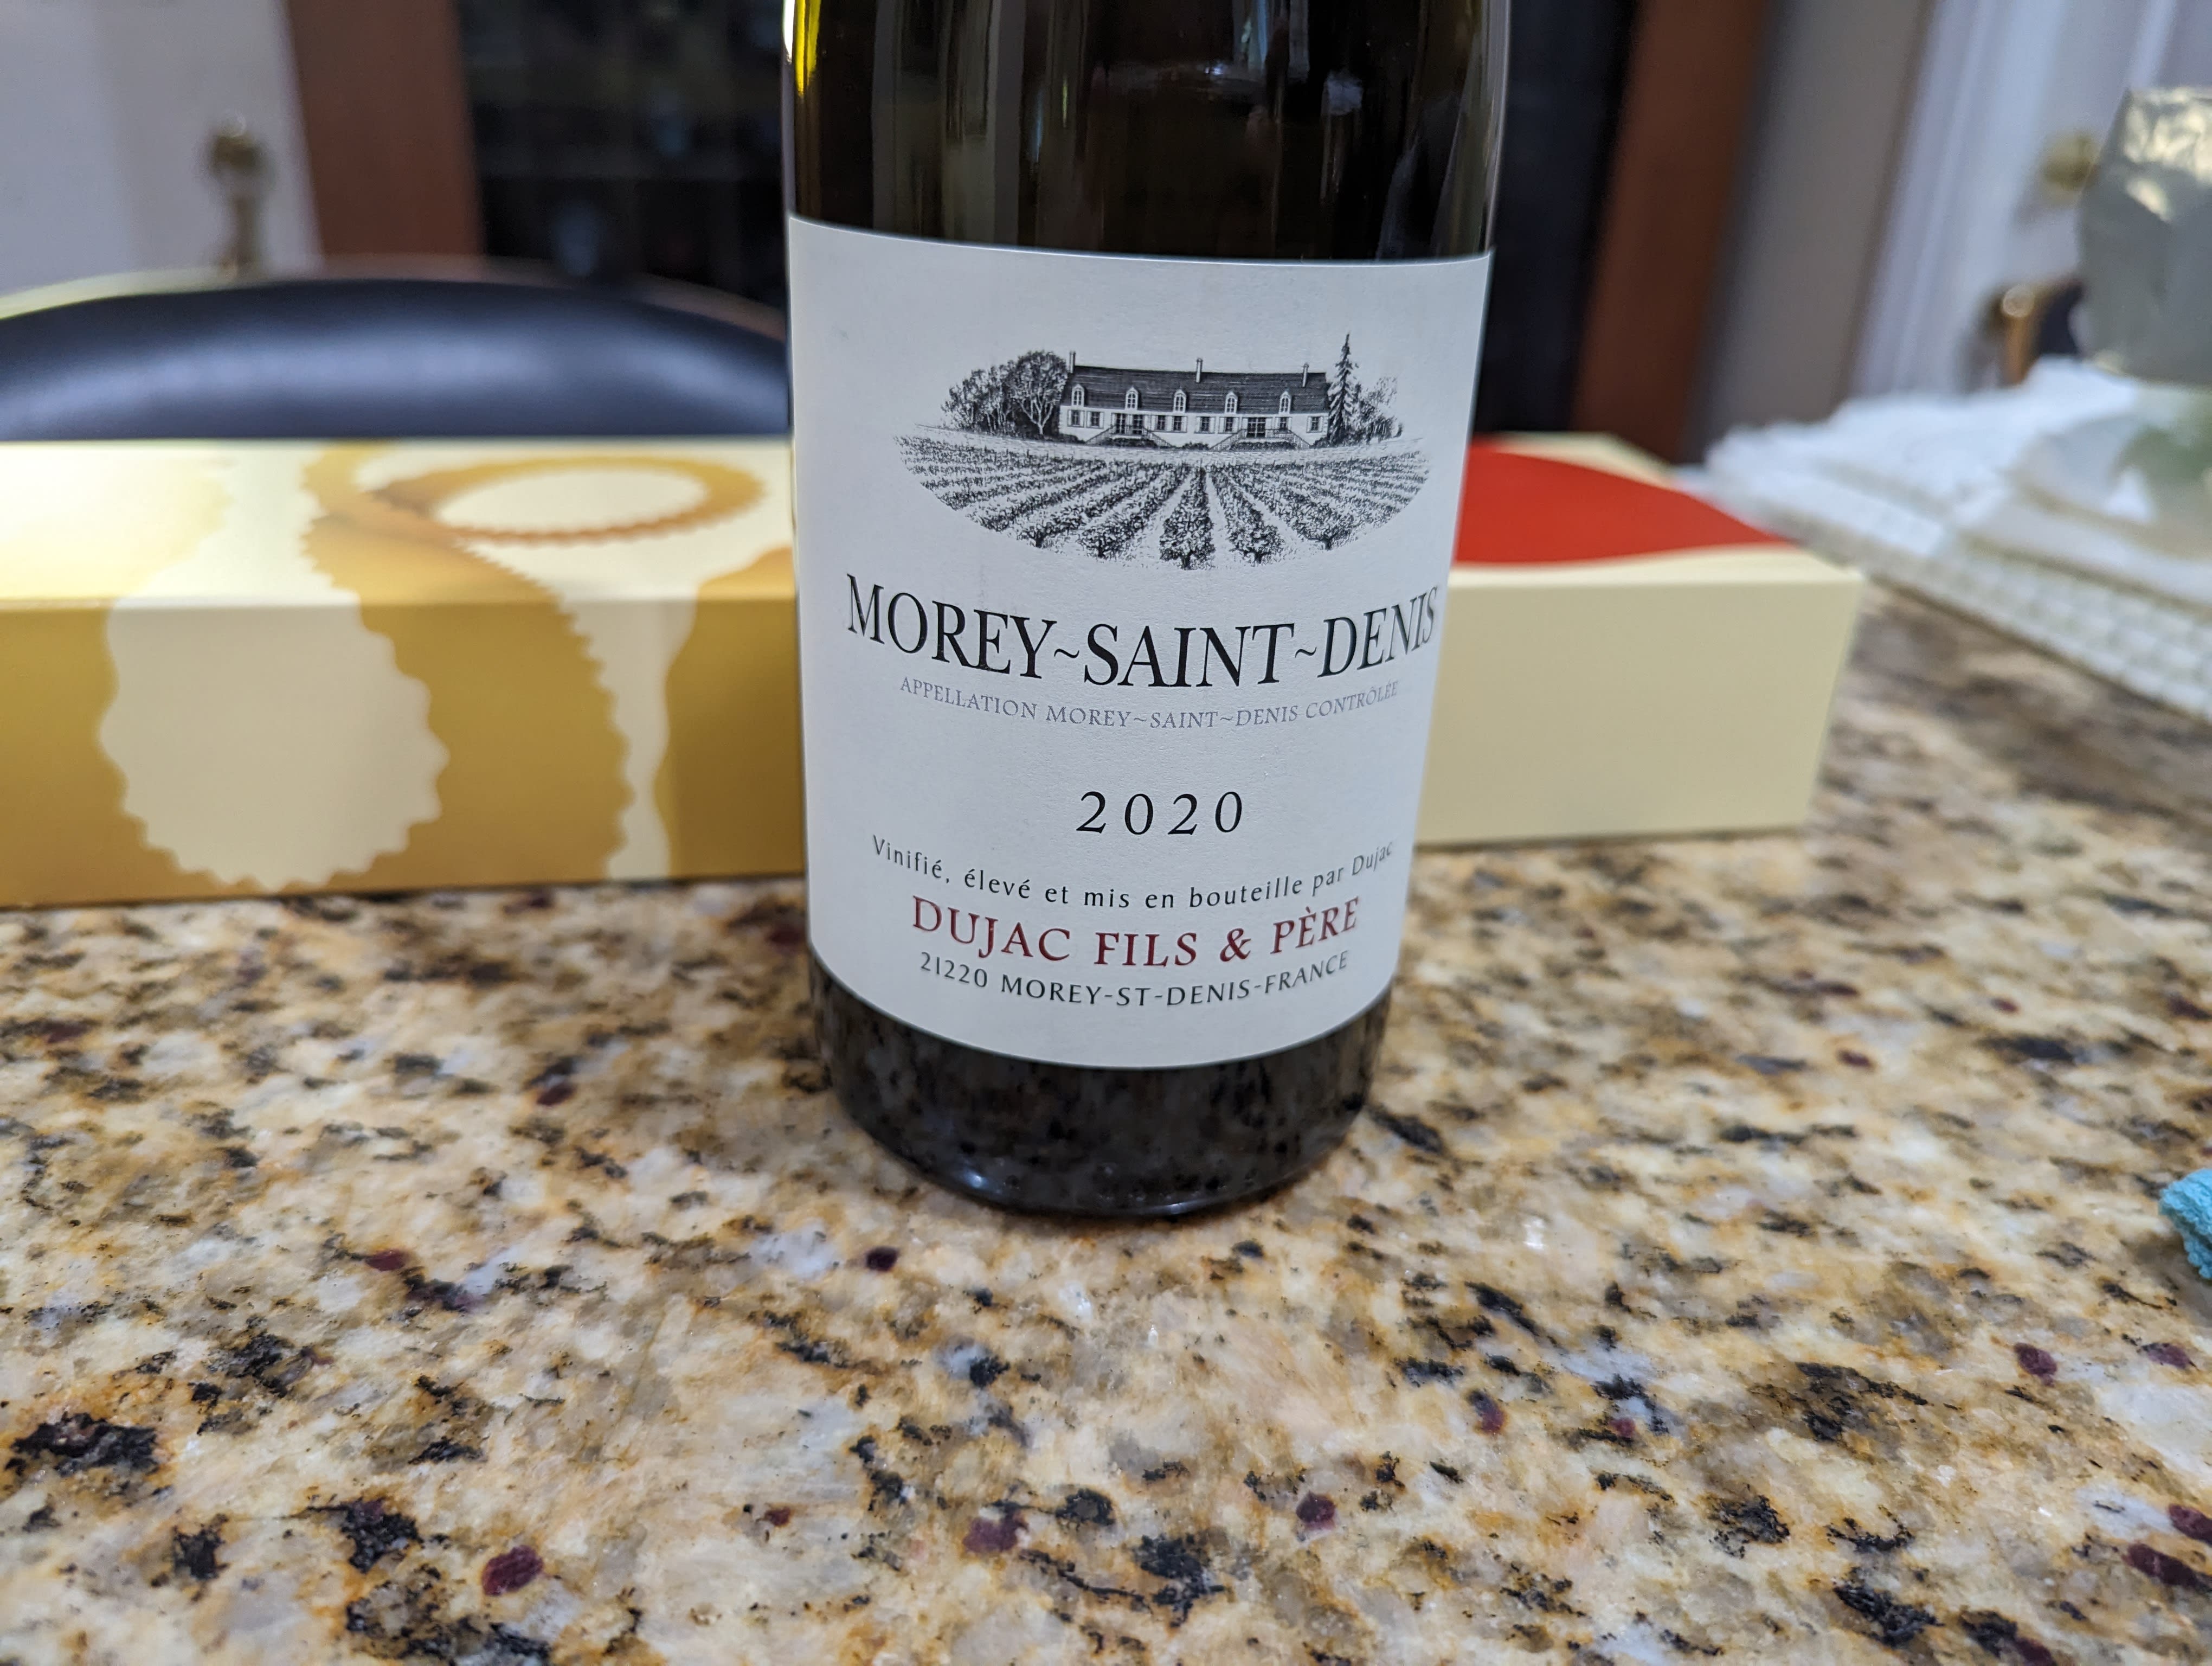 MOREY~SAINT~DENIS
APPELLATION MOREY~SAINT~DENIS CONTRÔLÉE
2020
Vinifié, élevé et mis en bouteille par Dujac
DUJAC FILS & PÈRE
21220 MOREY-ST-DENIS-FRANCE